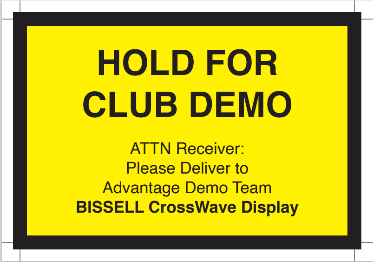 HOLD FOR
CLUB DEMO
ATTN Receiver:
Please Deliver to
Advantage Demo Team
BISSELL CrossWave Display